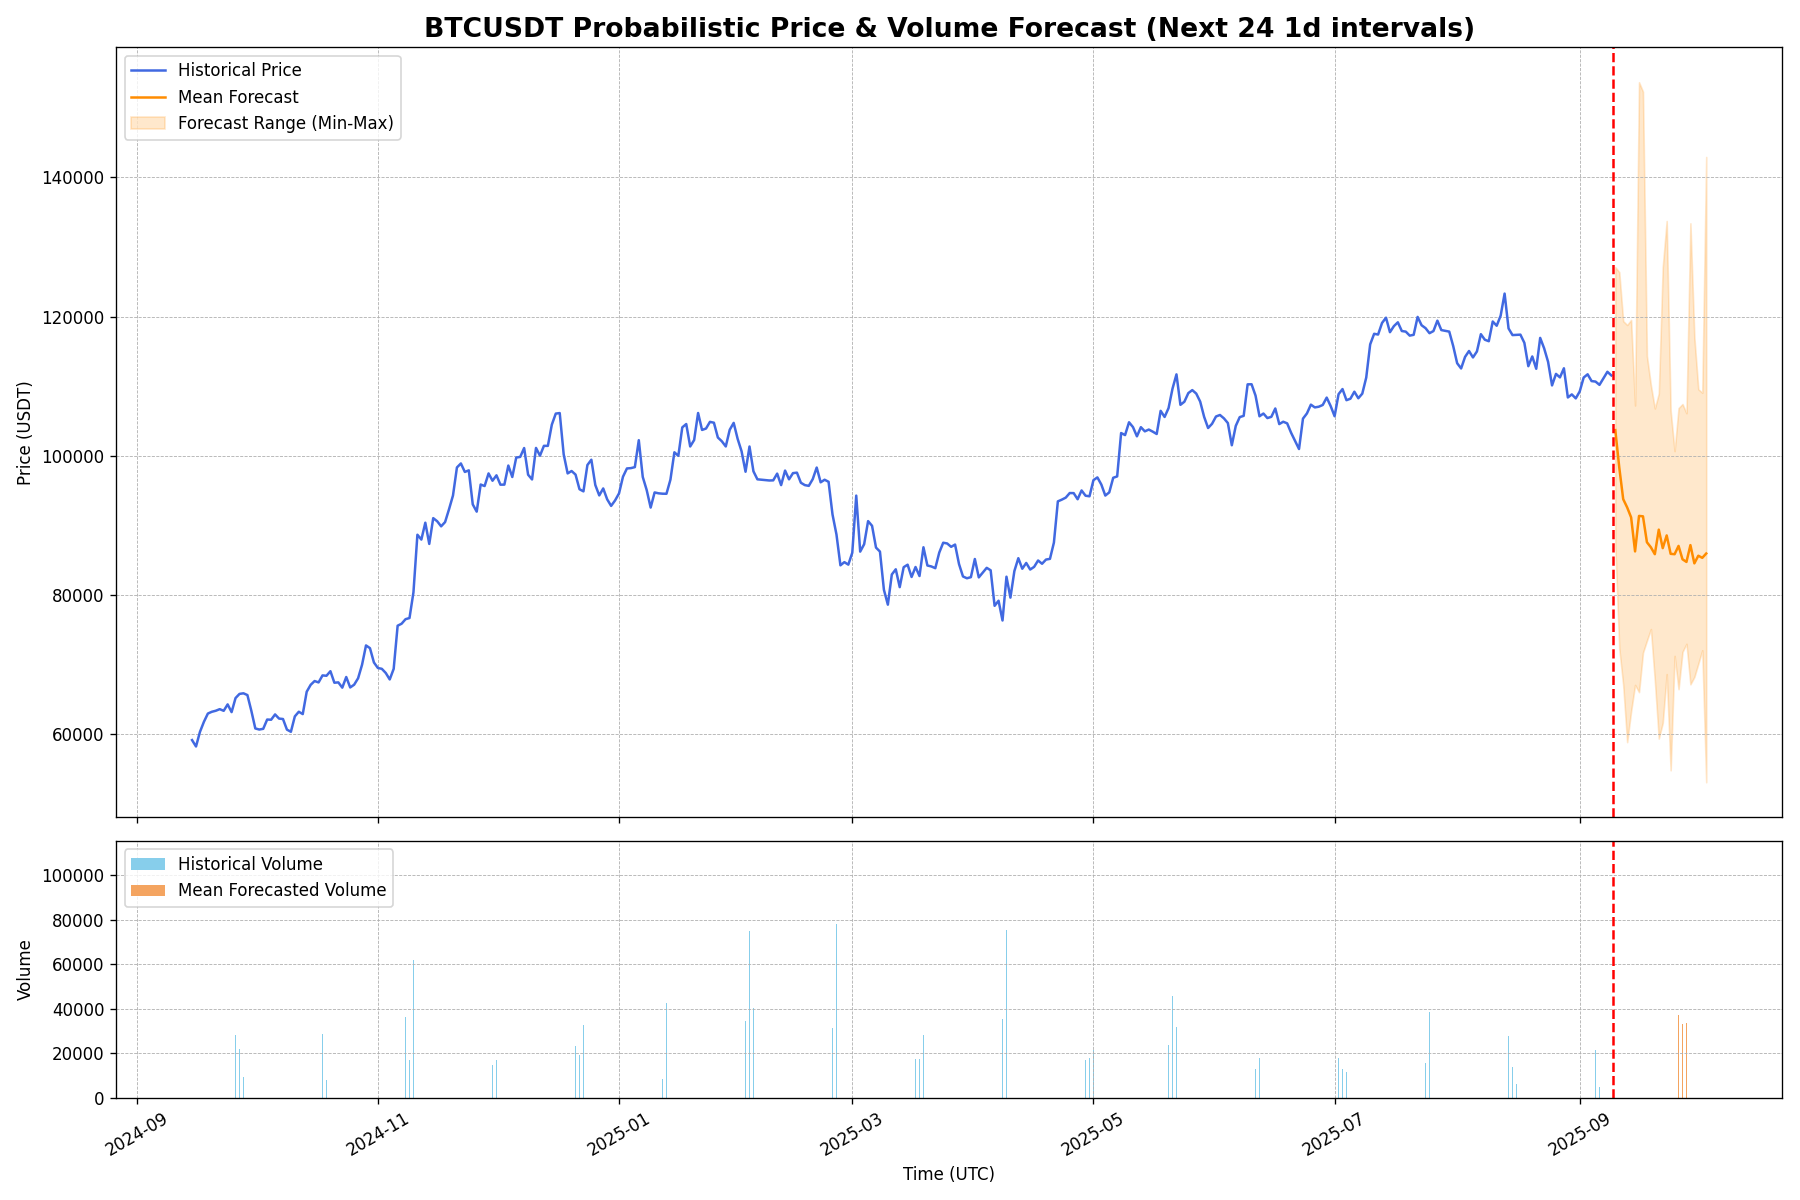 BTCUSDT Probabilistic Price & Volume Forecast (Next 24 1d intervals)
Historical Price
Mean Forecast
Forecast Range (Min-Max)
140000
120000
100000
80000
60000
Price (USDT)
Historical Volume
Mean Forecasted Volume
100000
80000
60000
40000
20000
0
Volume
2024-09
2024-11
2025-01
2025-03
2025-05
2025-07
2025-09
Time (UTC)